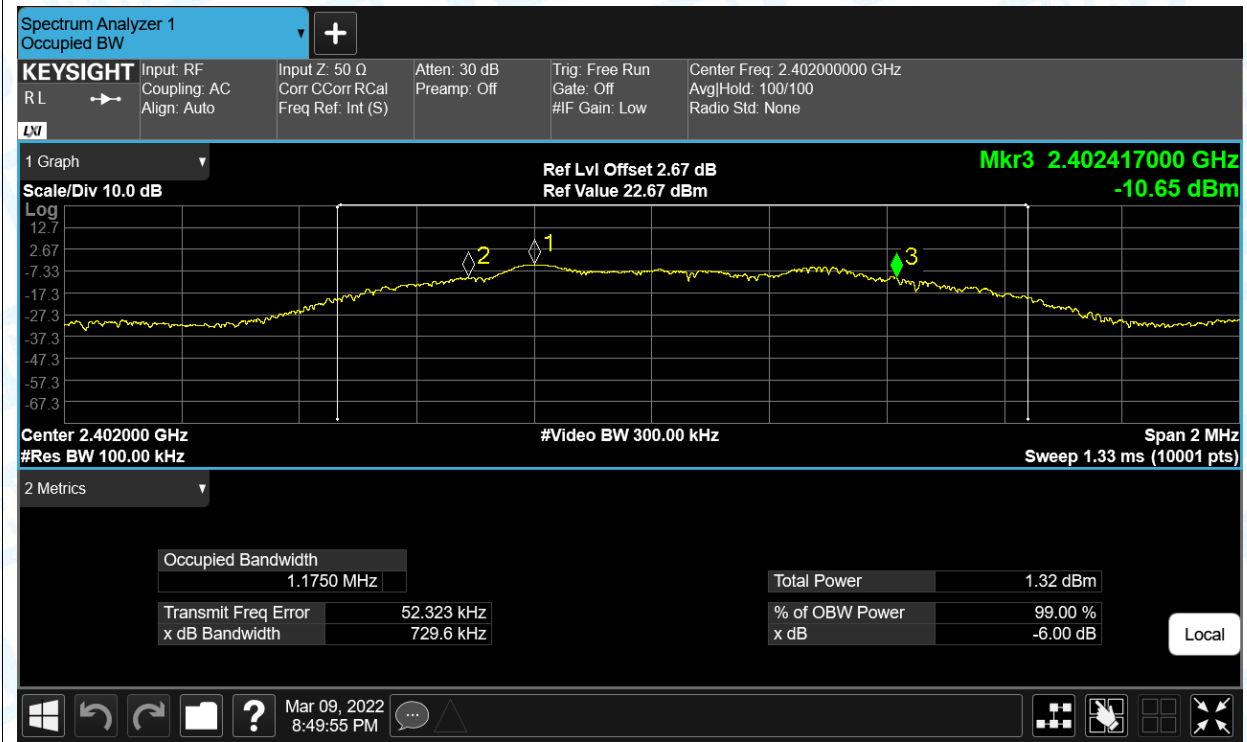 Spectrum Analyzer 1
Occupied BW
KEYSIGHT
R L
LXI
Input: RF
Coupling: AC
Align: Auto
Input Z: 50 Ω
Corr CCorr RCal
Freq Ref: Int (S)
Atten: 30 dB
Preamp: Off
Trig: Free Run
Gate: Off
#IF Gain: Low
Center Freq: 2.402000000 GHz
Avg|Hold: 100/100
Radio Std: None
1 Graph
Scale/Div 10.0 dB
Ref Lvl Offset 2.67 dB
Ref Value 22.67 dBm
Mkr3 2.402417000 GHz
-10.65 dBm
Log
12.7
2.67
-7.33
-17.3
-27.3
-37.3
-47.3
-57.3
-67.3
2
1
3
Center 2.402000 GHz
#Res BW 100.00 kHz
#Video BW 300.00 kHz
Span 2 MHz
Sweep 1.33 ms (10001 pts)
2 Metrics
Occupied Bandwidth
1.1750 MHz
Transmit Freq Error 52.323 kHz
x dB Bandwidth 729.6 kHz
Total Power 1.32 dBm
% of OBW Power 99.00 %
x dB -6.00 dB
Local
?
Mar 09, 2022
8:49:55 PM